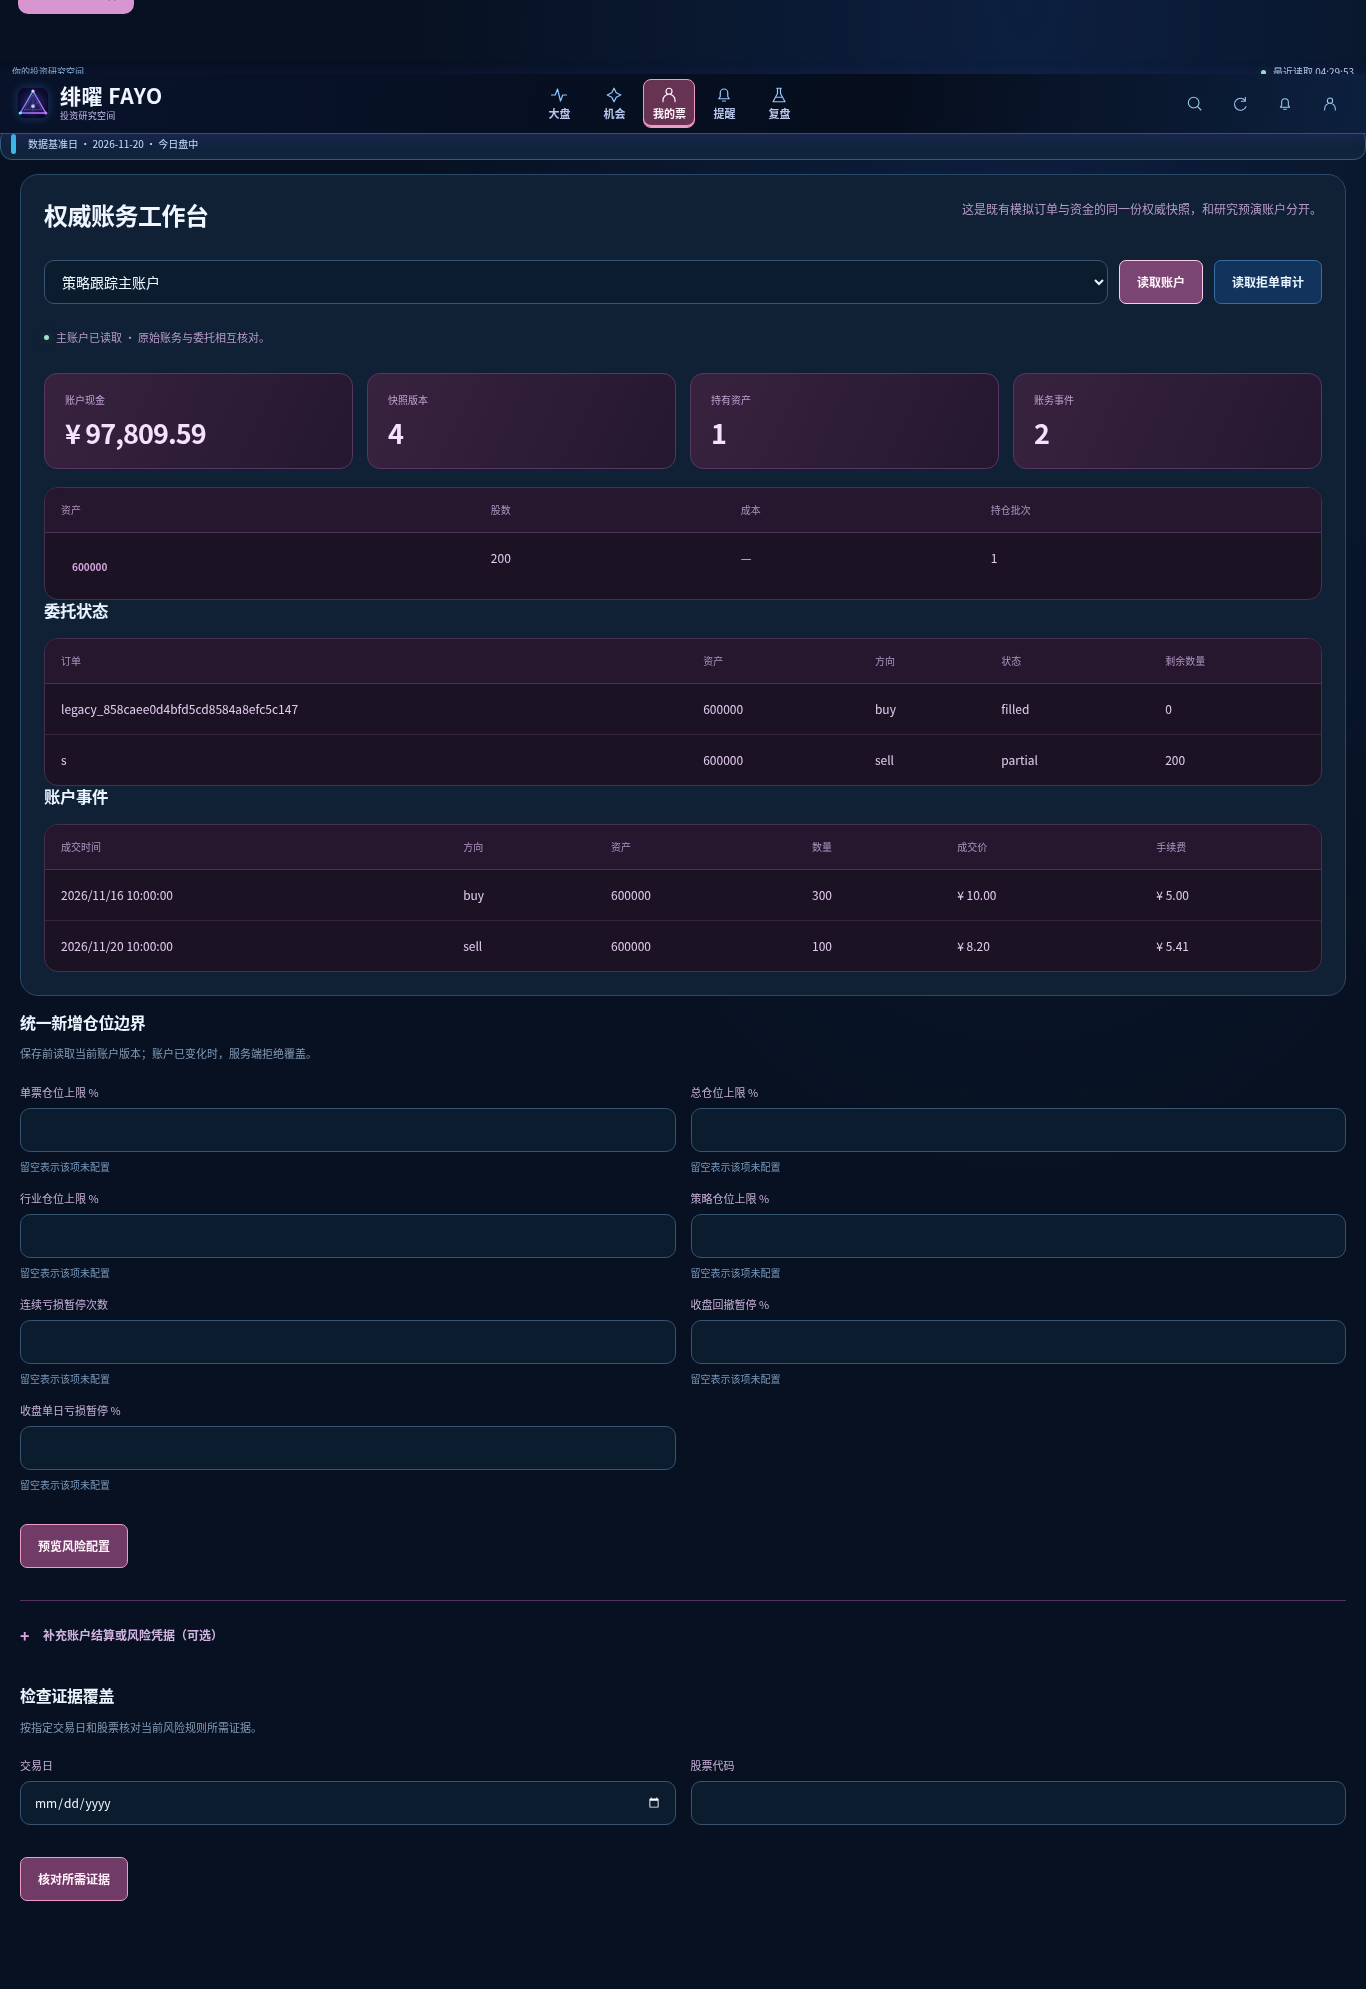 你的投资研究空间
最近读取 04:29:53
绯曜 FAYO
投资研究空间
大盘
机会
我的票
提醒
复盘
数据基准日 · 2026-11-20 · 今日盘中
权威账务工作台
这是既有模拟订单与资金的同一份权威快照，和研究预演账户分开。
策略跟踪主账户
读取账户
读取拒单审计
主账户已读取 · 原始账务与委托相互核对。
账户现金
¥ 97,809.59
快照版本
4
持有资产
1
账务事件
2
资产 股数 成本 持仓批次
600000 200 — 1
委托状态
订单 资产 方向 状态 剩余数量
legacy_858caee0d4bfd5cd8584a8efc5c147 600000 buy filled 0
s 600000 sell partial 200
账户事件
成交时间 方向 资产 数量 成交价 手续费
2026/11/16 10:00:00 buy 600000 300 ¥ 10.00 ¥ 5.00
2026/11/20 10:00:00 sell 600000 100 ¥ 8.20 ¥ 5.41
统一新增仓位边界
保存前读取当前账户版本；账户已变化时，服务端拒绝覆盖。
单票仓位上限 %
总仓位上限 %
留空表示该项未配置
留空表示该项未配置
行业仓位上限 %
策略仓位上限 %
留空表示该项未配置
留空表示该项未配置
连续亏损暂停次数
收盘回撤暂停 %
留空表示该项未配置
留空表示该项未配置
收盘单日亏损暂停 %
留空表示该项未配置
预览风险配置
+ 补充账户结算或风险凭据（可选）
检查证据覆盖
按指定交易日和股票核对当前风险规则所需证据。
交易日
股票代码
mm/dd/yyyy
核对所需证据